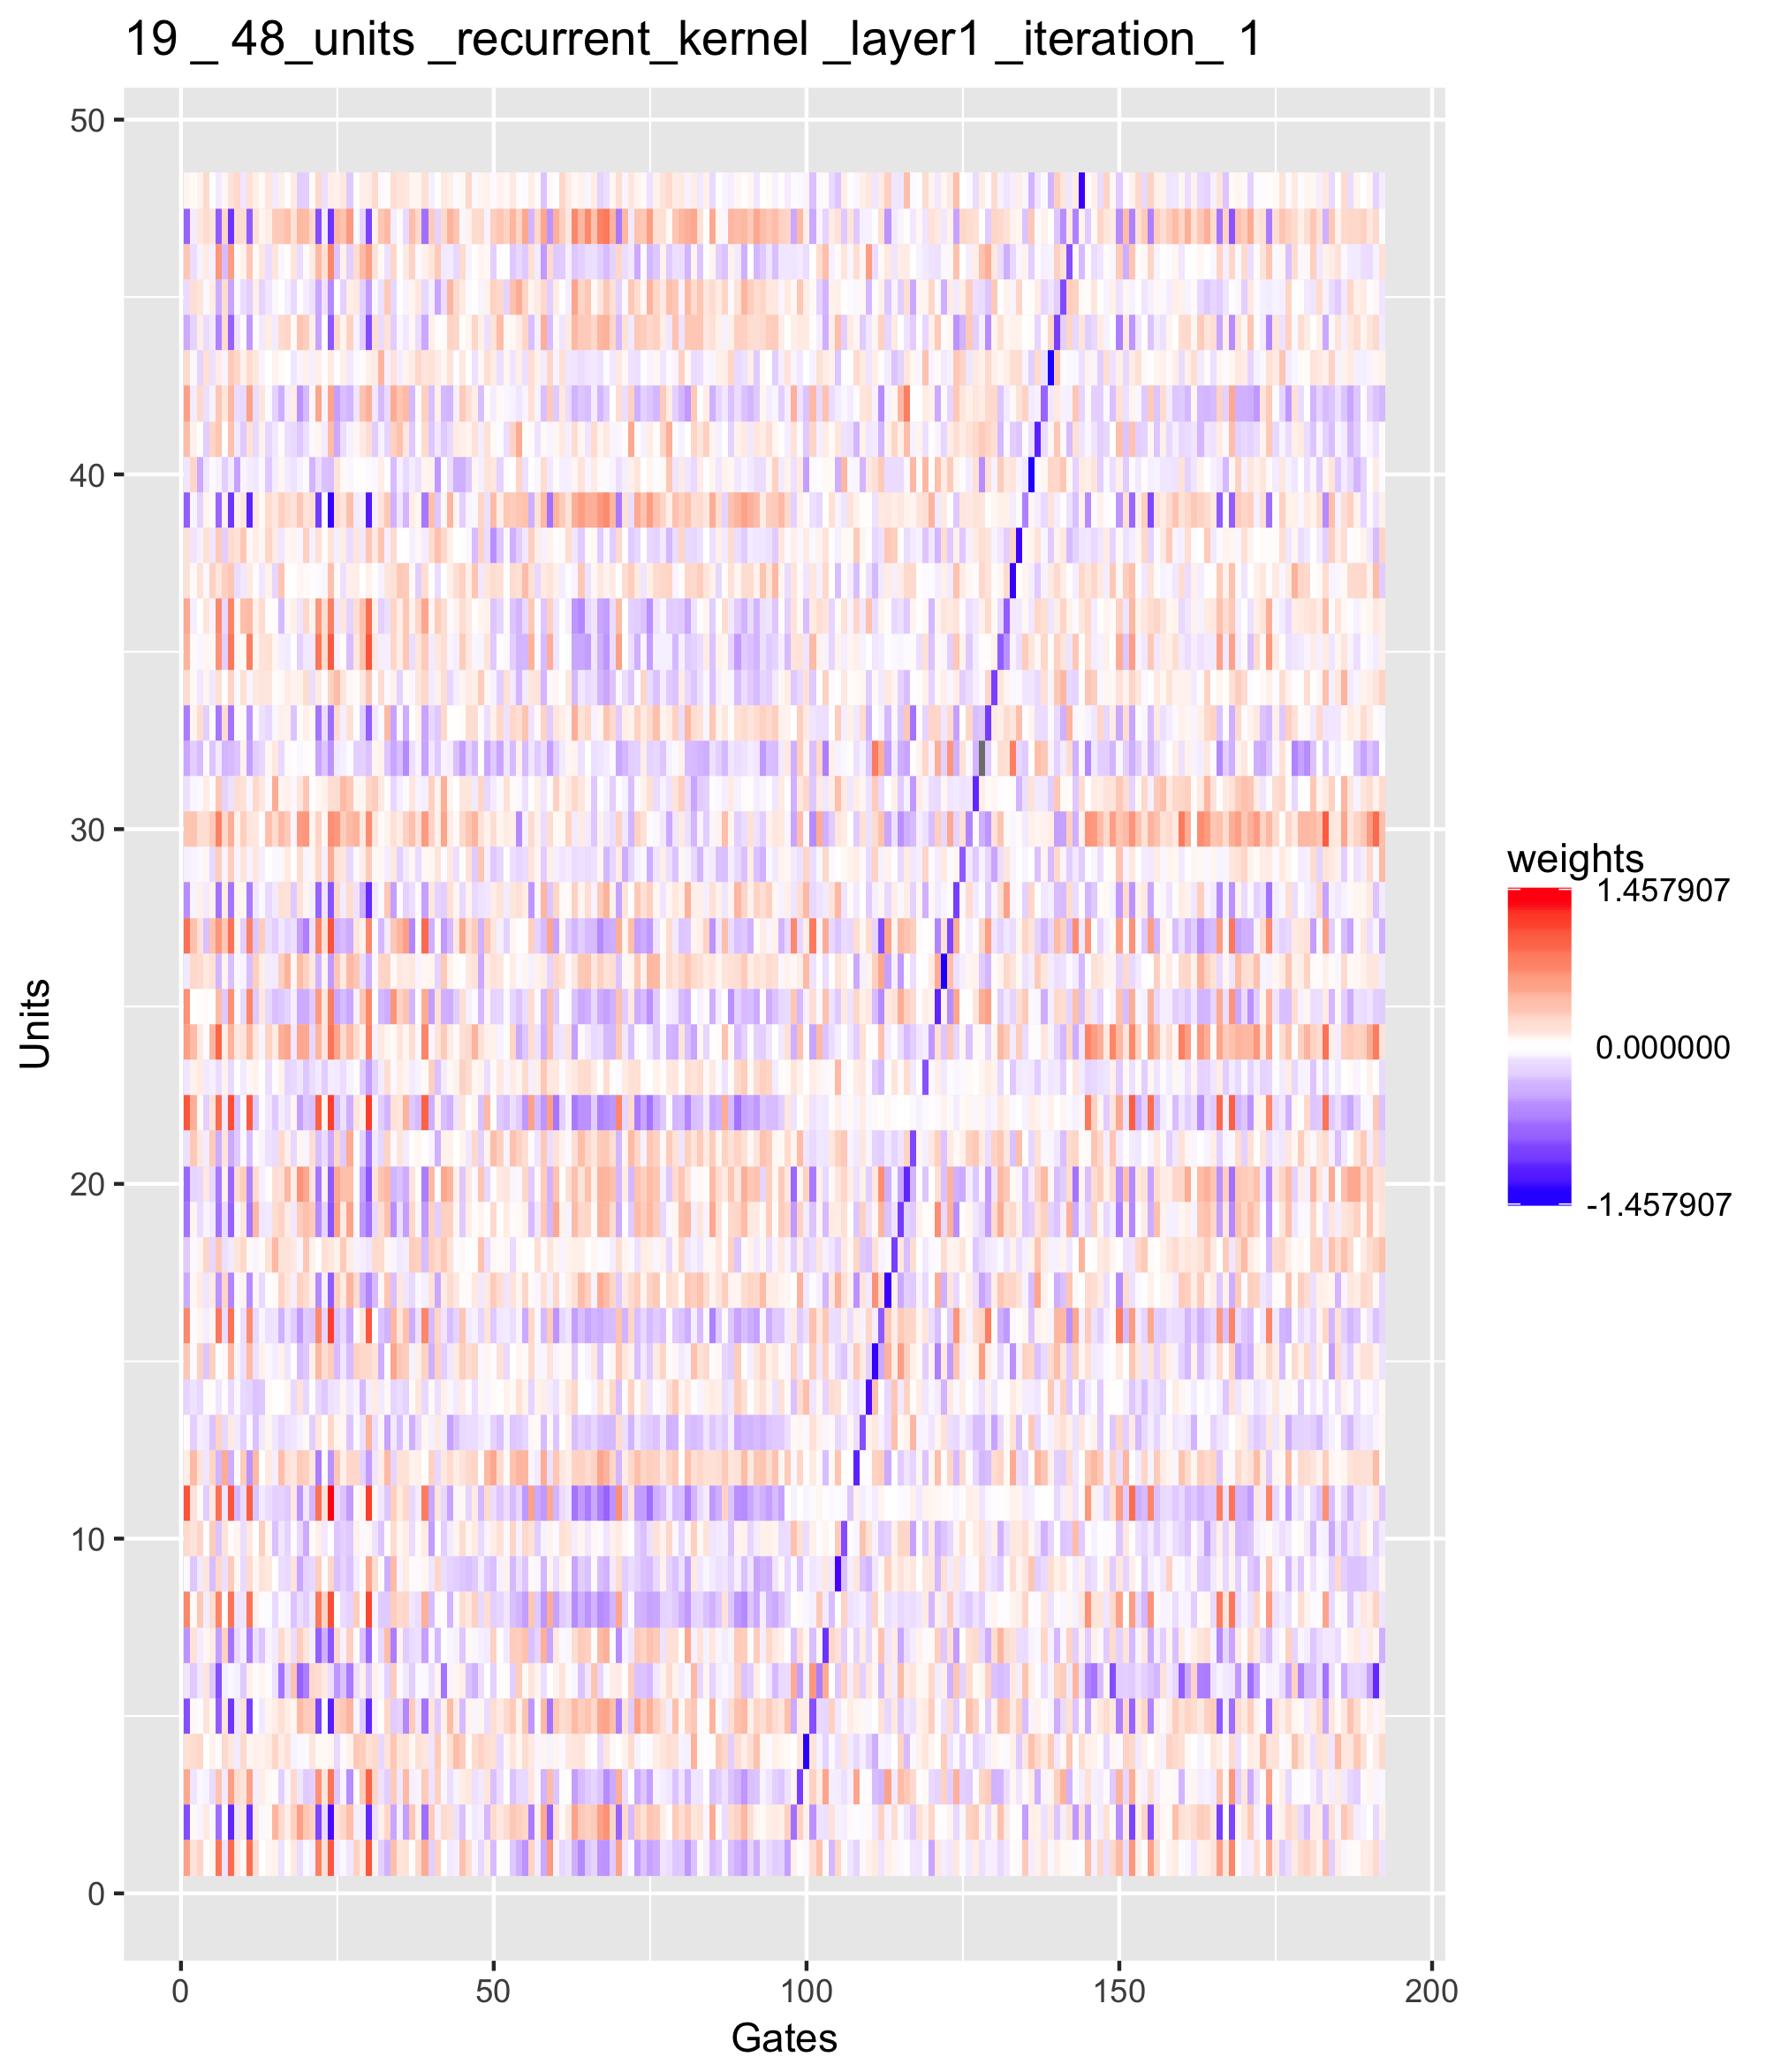 19 _ 48_units _recurrent_kernel _layer1 _iteration_ 1
50
40
30
20
10
0
Units
0 50 100 150 200
Gates
weights
1.457907
0.000000
-1.457907